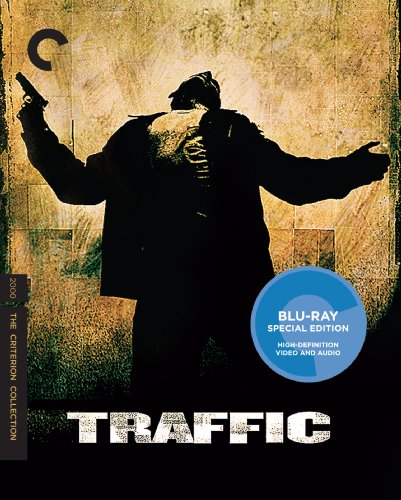 BLU-RAY
SPECIAL EDITION
HIGH-DEFINITION
VIDEO AND AUDIO
2000
THE CRITERION COLLECTION
TRAFFIC